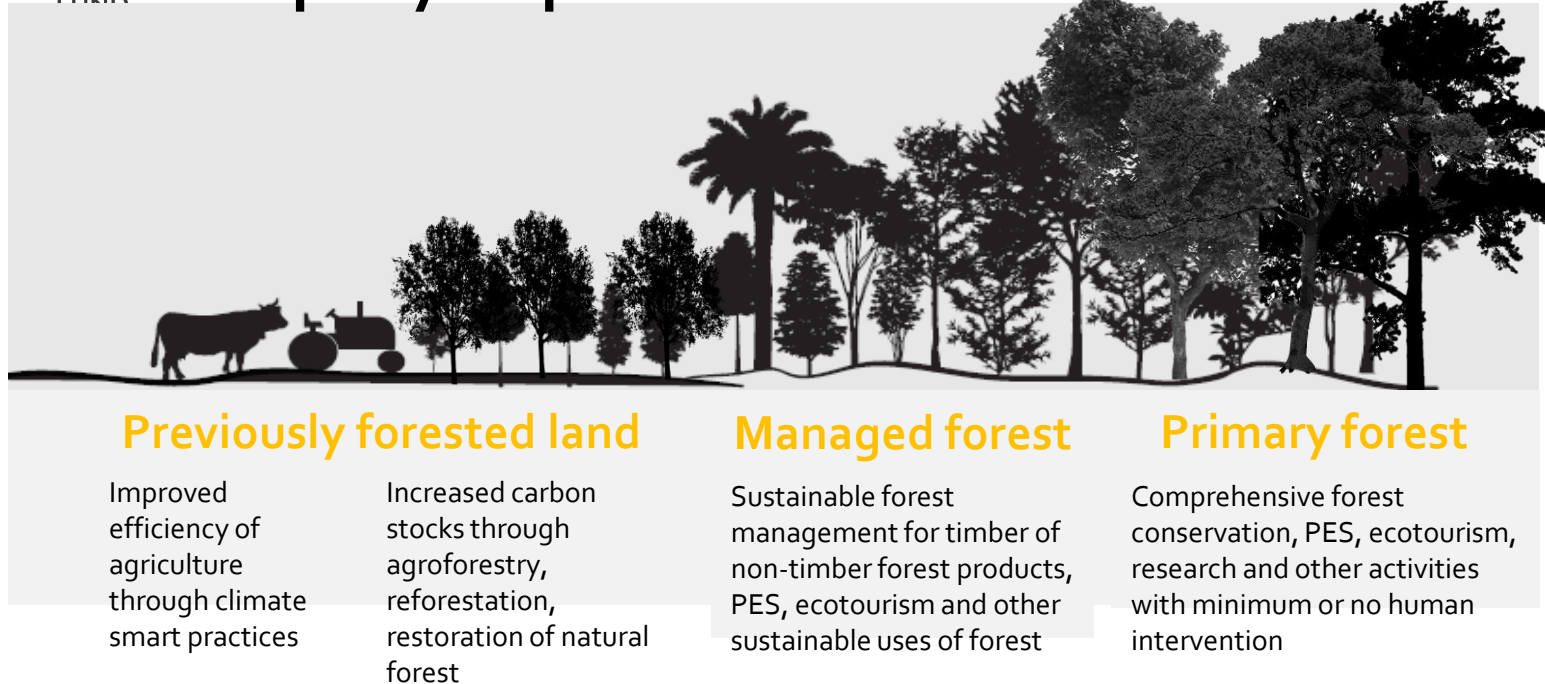 Previously forested land
Improved
efficiency of
agriculture
through climate
smart practices
Increased carbon
stocks through
agroforestry,
reforestation,
restoration of natural
forest
Managed forest
Sustainable forest
management for timber of
non-timber forest products,
PES, ecotourism and other
sustainable uses of forest
Primary forest
Comprehensive forest
conservation, PES, ecotourism,
research and other activities
with minimum or no human
intervention